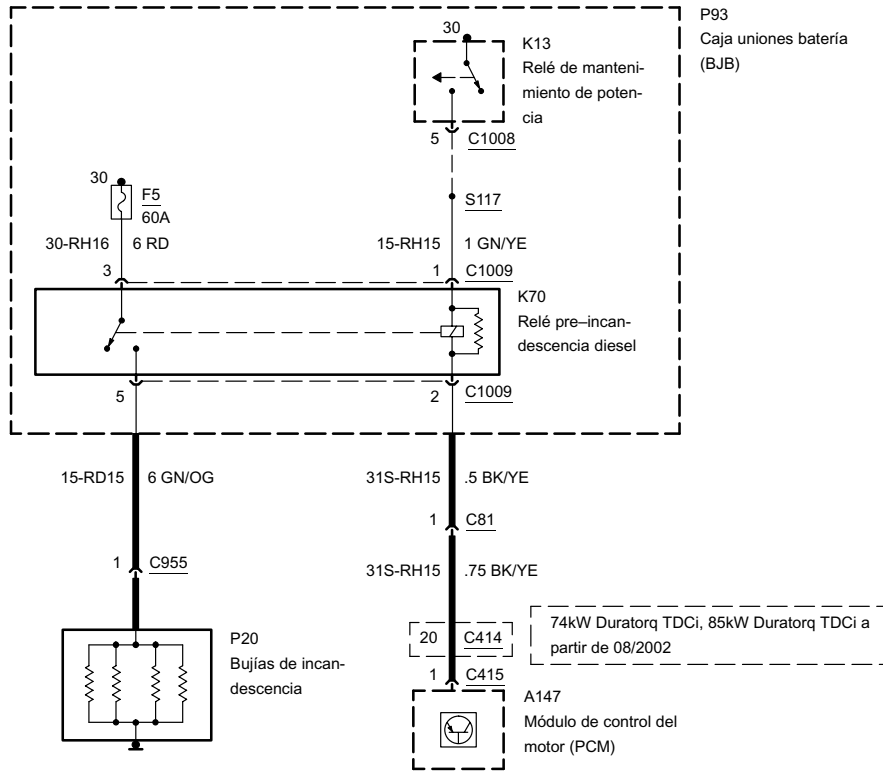 P93
Caja uniones batería
(BJB)
30
K13
Relé de manteni-
miento de poten-
cia
5 C1008
30
F5
60A
S117
30-RH16 6 RD
15-RH15 1 GN/YE
3
1 C1009
K70
Relé pre–incan-
descencia diesel
5
2 C1009
15-RD15 6 GN/OG
31S-RH15 .5 BK/YE
1 C81
1 C955
31S-RH15 .75 BK/YE
20 C414
74kW Duratorq TDCi, 85kW Duratorq TDCi a
partir de 08/2002
P20
Bujías de incan-
descencia
1 C415
A147
Módulo de control del
motor (PCM)